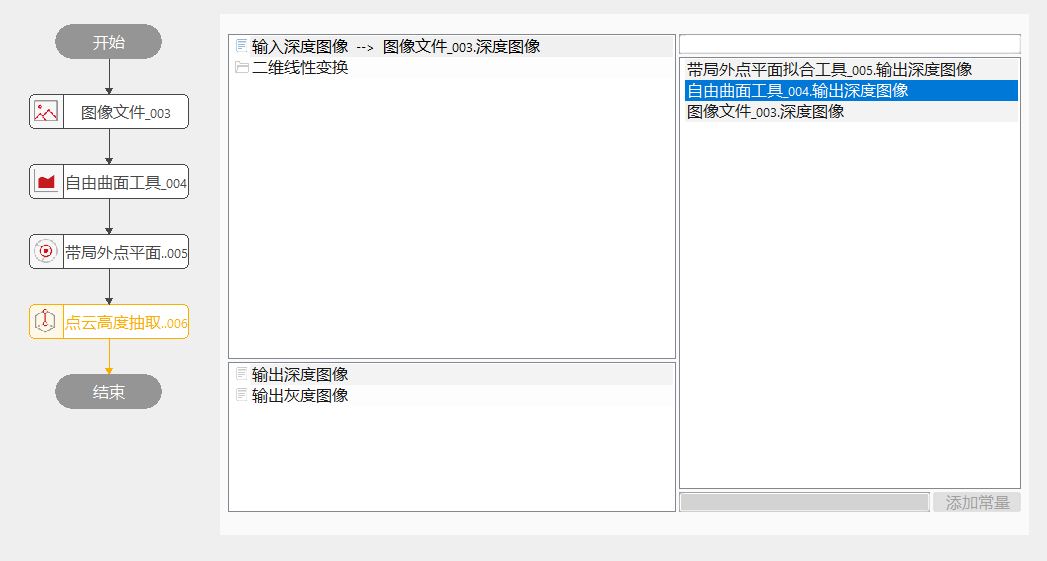 开始
图像文件_003
自由曲面工具_004
带局外点平面..005
点云高度抽取..006
结束
输入深度图像 --> 图像文件_003.深度图像
二维线性变换
输出深度图像
输出灰度图像
带局外点平面拟合工具_005.输出深度图像
自由曲面工具_004.输出深度图像
图像文件_003.深度图像
添加常量